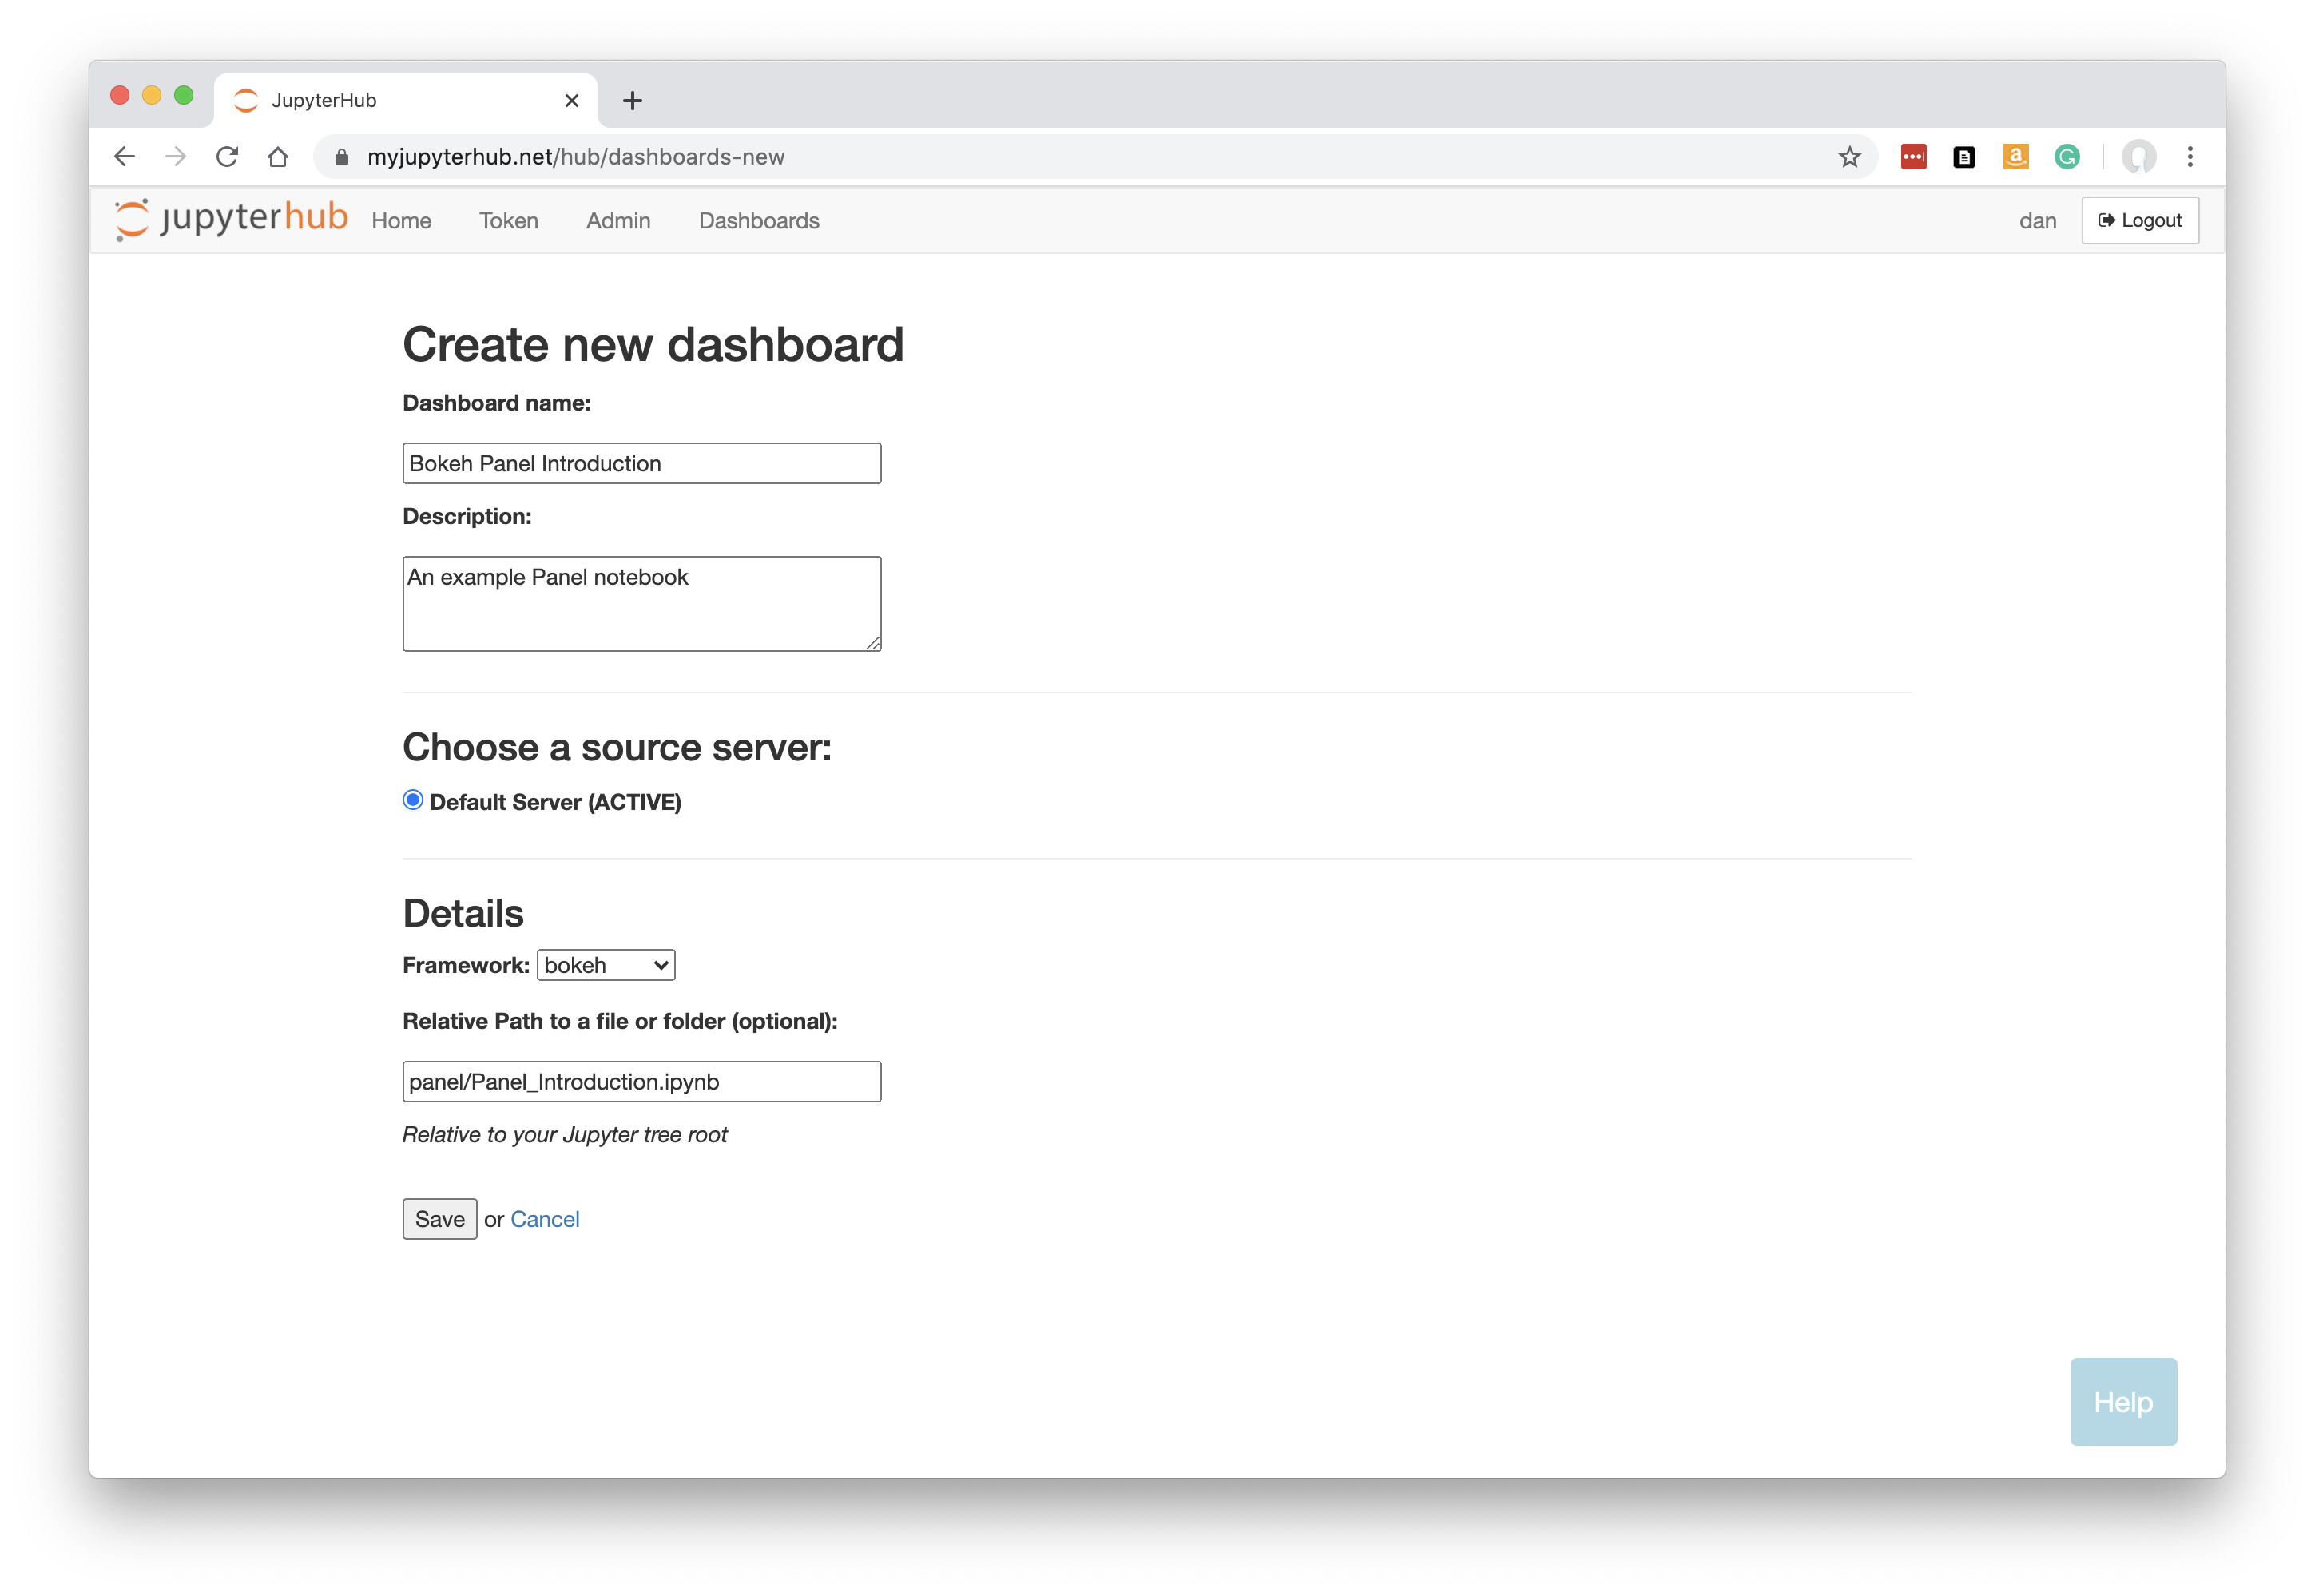 JupyterHub
myjupyterhub.net/hub/dashboards-new
jupyterhub Home Token Admin Dashboards dan Logout
Create new dashboard
Dashboard name:
Bokeh Panel Introduction
Description:
An example Panel notebook
Choose a source server:
Default Server (ACTIVE)
Details
Framework: bokeh
Relative Path to a file or folder (optional):
panel/Panel_Introduction.ipynb
Relative to your Jupyter tree root
Save or Cancel
Help